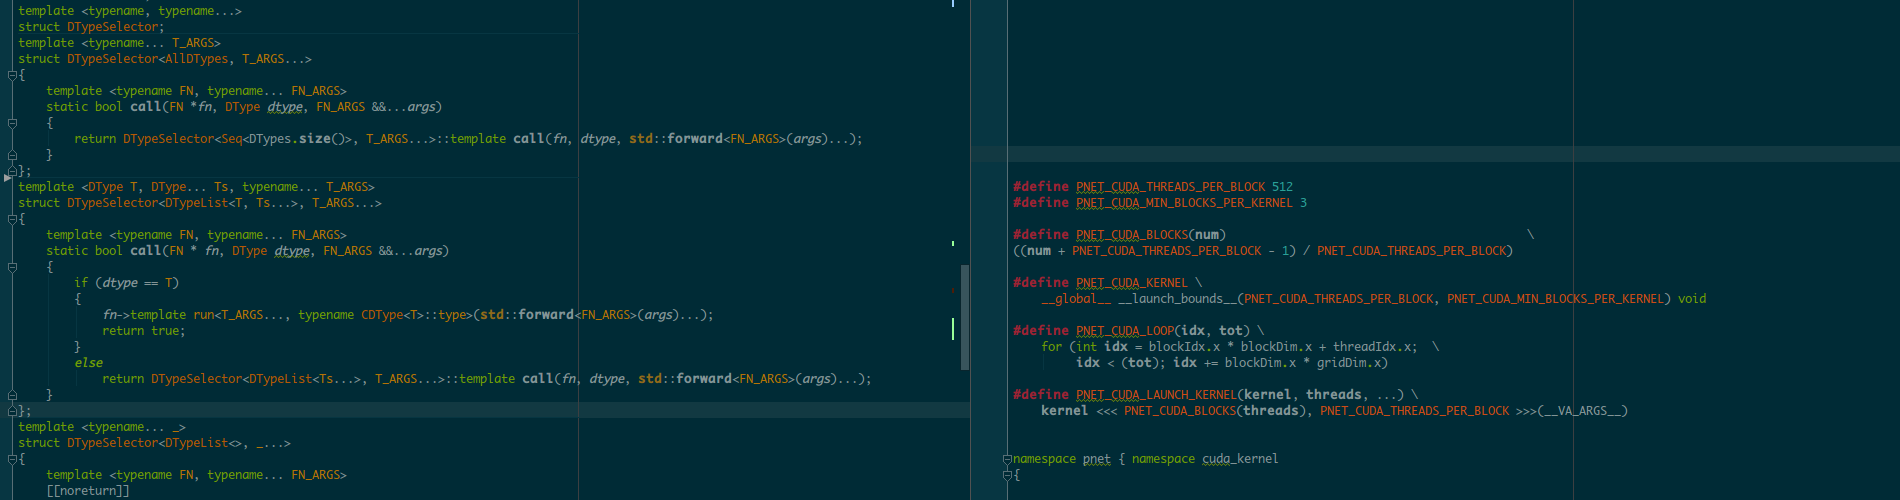 template <typename, typename...>
struct DTypeSelector;
template <typename... T_ARGS>
struct DTypeSelector<AllDTypes, T_ARGS...>
{
    template <typename FN, typename... FN_ARGS>
    static bool call(FN *fn, DType dtype, FN_ARGS &&...args)
    {
        return DTypeSelector<Seq<DTypes.size()>, T_ARGS...>::template call(fn, dtype, std::forward<FN_ARGS>(args)...);
    }
};
template <DType T, DType... Ts, typename... T_ARGS>
struct DTypeSelector<DTypeList<T, Ts...>, T_ARGS...>
{
    template <typename FN, typename... FN_ARGS>
    static bool call(FN * fn, DType dtype, FN_ARGS &&...args)
    {
        if (dtype == T)
        {
            fn->template run<T_ARGS..., typename CDType<T>::type>(std::forward<FN_ARGS>(args)...);
            return true;
        }
        else
            return DTypeSelector<DTypeList<Ts...>, T_ARGS...>::template call(fn, dtype, std::forward<FN_ARGS>(args)...);
    }
};
template <typename... _>
struct DTypeSelector<DTypeList<>, _...>
{
    template <typename FN, typename... FN_ARGS>
    [[noreturn]]
#define PNET_CUDA_THREADS_PER_BLOCK 512
#define PNET_CUDA_MIN_BLOCKS_PER_KERNEL 3
#define PNET_CUDA_BLOCKS(num) \
((num + PNET_CUDA_THREADS_PER_BLOCK - 1) / PNET_CUDA_THREADS_PER_BLOCK)
#define PNET_CUDA_KERNEL \
    __global__ __launch_bounds__(PNET_CUDA_THREADS_PER_BLOCK, PNET_CUDA_MIN_BLOCKS_PER_KERNEL) void
#define PNET_CUDA_LOOP(idx, tot) \
    for (int idx = blockIdx.x * blockDim.x + threadIdx.x;  \
         idx < (tot); idx += blockDim.x * gridDim.x)
#define PNET_CUDA_LAUNCH_KERNEL(kernel, threads, ...) \
    kernel <<< PNET_CUDA_BLOCKS(threads), PNET_CUDA_THREADS_PER_BLOCK >>>(__VA_ARGS__)
namespace pnet { namespace cuda_kernel
{